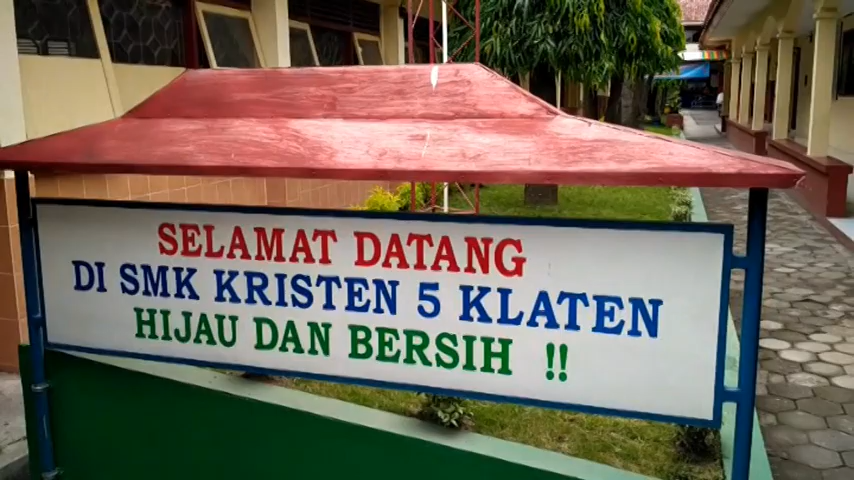 SELAMAT DATANG
DI SMK KRISTEN 5 KLATEN
HIJAU DAN BERSIH !!